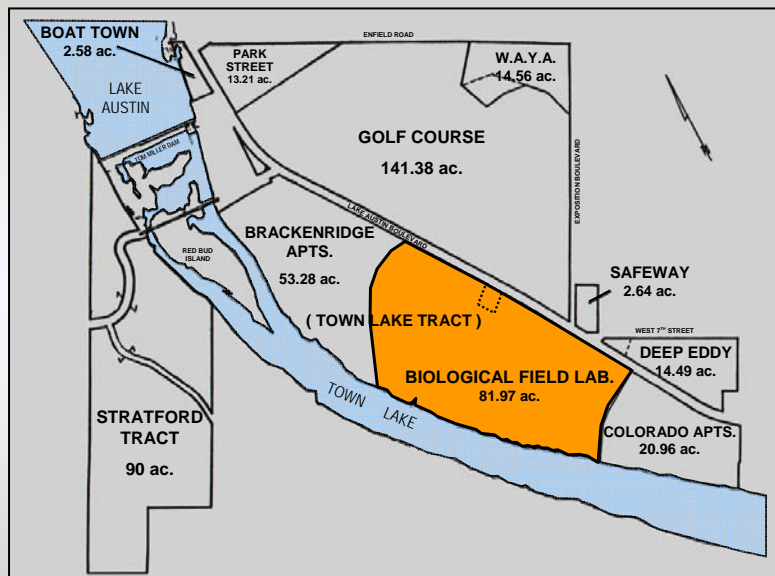 BOAT TOWN
2.58 ac.
LAKE
AUSTIN
PARK
STREET
13.21 ac.
ENFIELD ROAD
W.A.Y.A.
14.56 ac.
GOLF COURSE
141.38 ac.
TOM MILLER DAM
LAKE AUSTIN BOULEVARD
EXPOSITION BOULEVARD
BRACKENRIDGE
APTS.
53.28 ac.
RED BUD
ISLAND
SAFEWAY
2.64 ac.
( TOWN LAKE TRACT )
WEST 7TH STREET
DEEP EDDY
14.49 ac.
BIOLOGICAL FIELD LAB.
81.97 ac.
TOWN LAKE
STRATFORD
TRACT
90 ac.
COLORADO APTS.
20.96 ac.